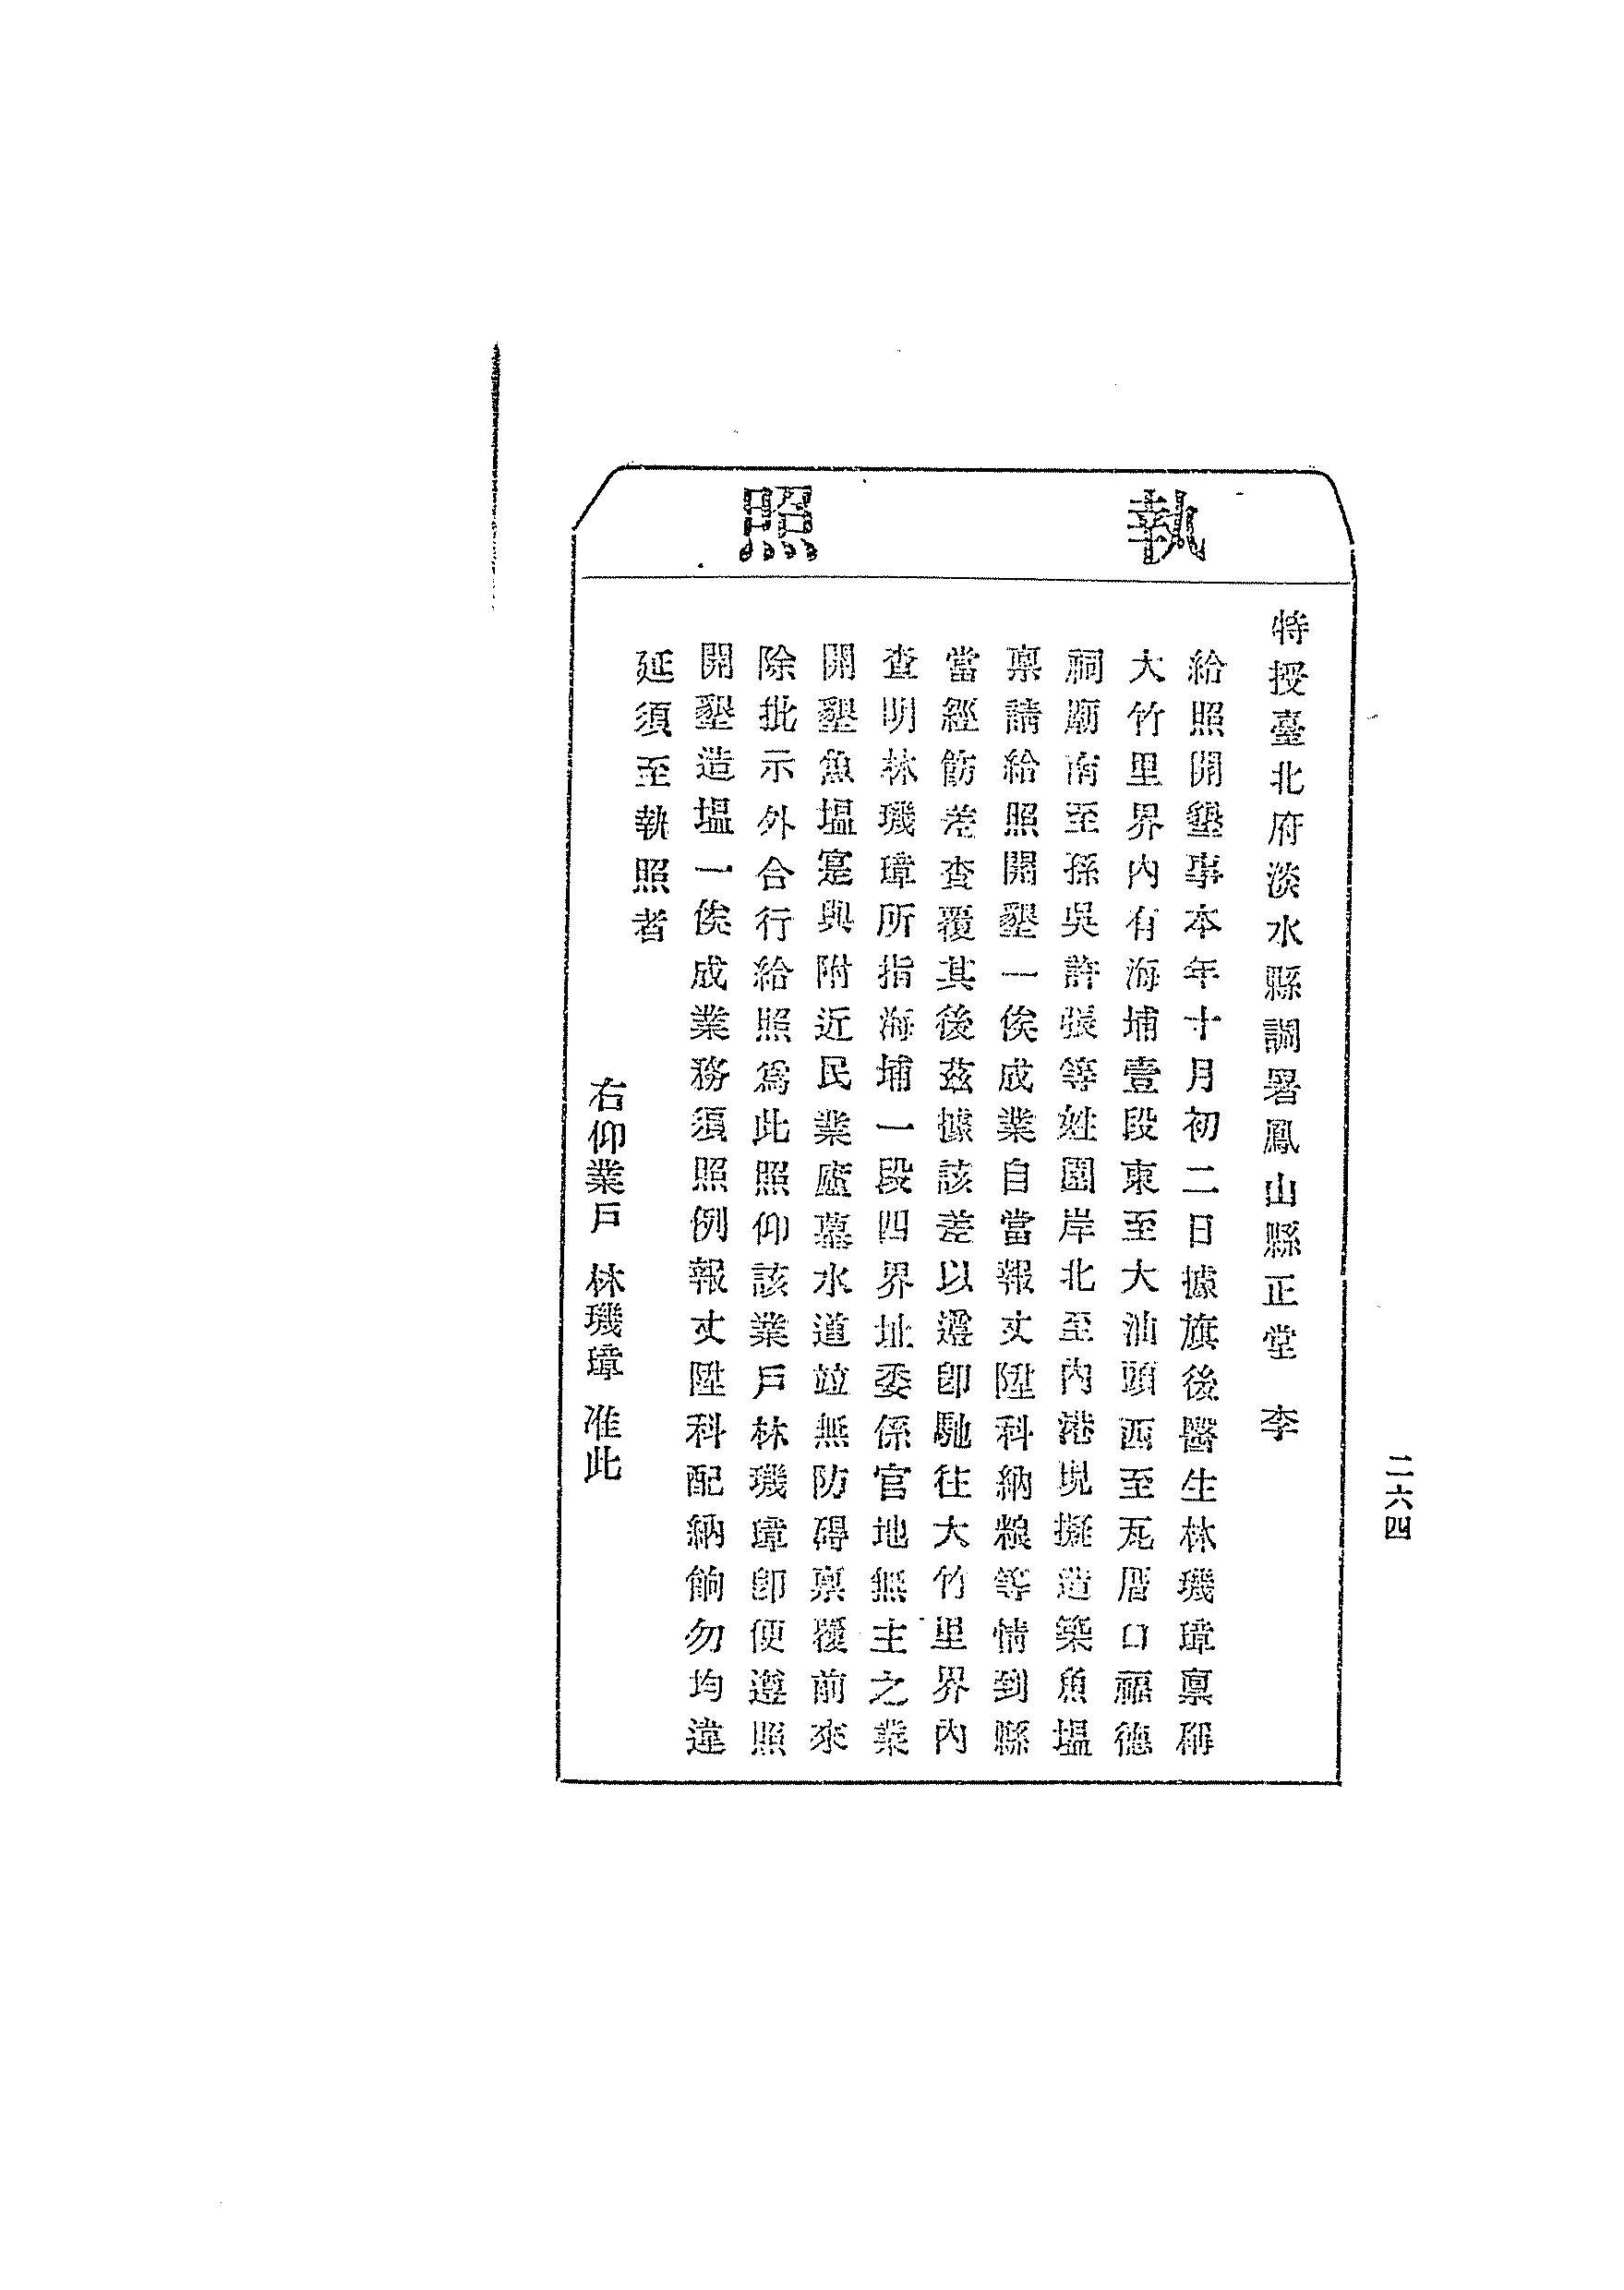 二六四
執照
特授臺北府淡水縣調署鳳山縣正堂 李
給照開墾事本年十月初二日據旗後醫生林璣璋禀稱
大竹里界內有海埔壹段東至大汕頭西至瓦厝口福德
祠廟南至孫吳許張等姓園岸北至內港堄擬造築魚塭
禀請給照開墾一俟成業自當報丈陞科納粮等情到縣
當經飭差查覆其後茲據該差以遵卽馳往大竹里界內
查明林璣璋所指海埔一段四界址委係官地無主之業
開墾魚塭寔與附近民業廬墓水道竝無防碍禀覆前來
除批示外合行給照爲此照仰該業戶林璣璋卽便遵照
開墾造塭一俟成業務須照例報丈陞科配納餉勿均違
延須至執照者
右仰業戶 林璣璋 准此